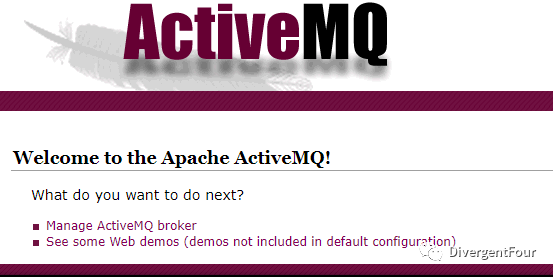 ActiveMQ
Welcome to the Apache ActiveMQ!
What do you want to do next?
Manage ActiveMQ broker
See some Web demos (demos not included in default configuration)
DivergentFour